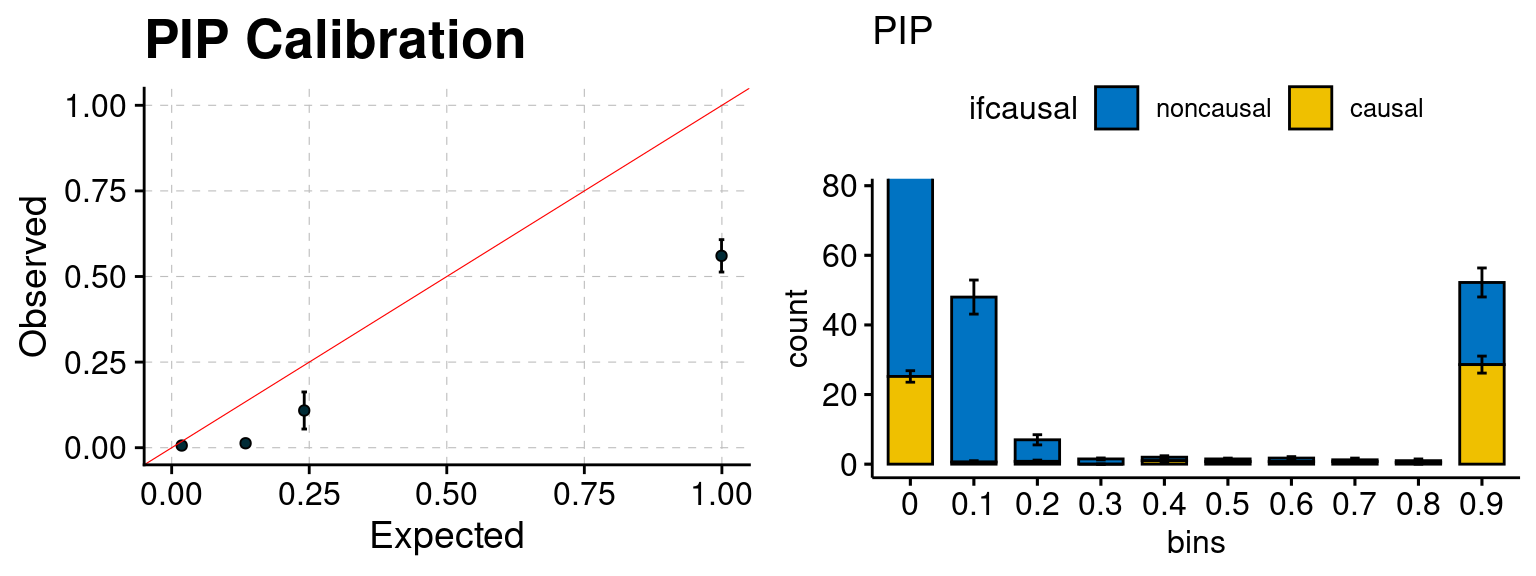 PIP Calibration
1.00
0.75
0.50
0.25
0.00
Observed
0.00 0.25 0.50 0.75 1.00
Expected
PIP
ifcausal noncausal causal
80
60
40
20
0
count
0 0.1 0.2 0.3 0.4 0.5 0.6 0.7 0.8 0.9
bins